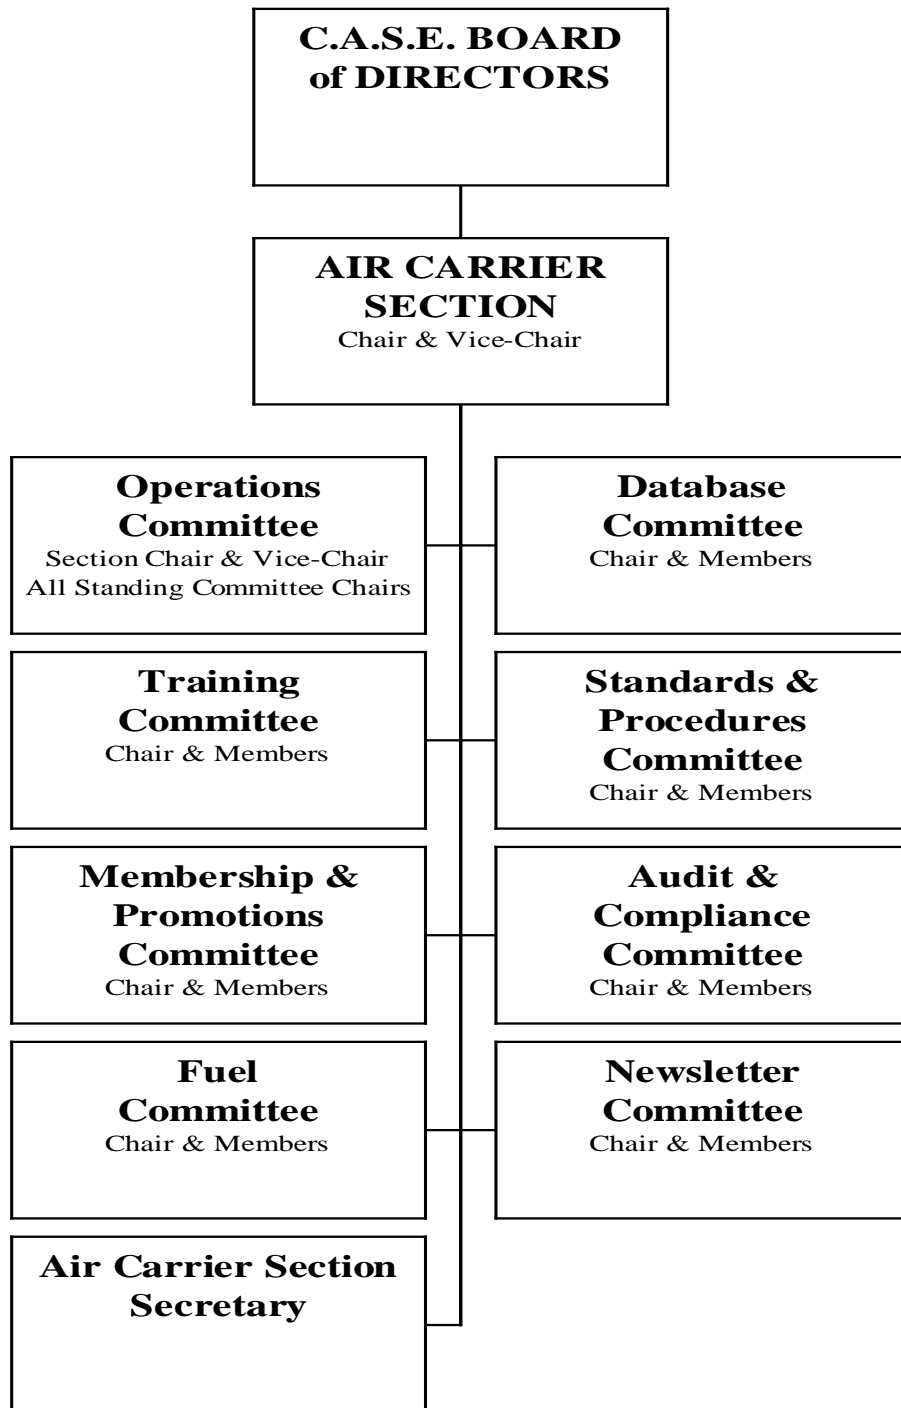 C.A.S.E. BOARD
of DIRECTORS
AIR CARRIER
SECTION
Chair & Vice-Chair
Operations
Committee
Section Chair & Vice-Chair
All Standing Committee Chairs
Database
Committee
Chair & Members
Training
Committee
Chair & Members
Standards &
Procedures
Committee
Chair & Members
Membership &
Promotions
Committee
Chair & Members
Audit &
Compliance
Committee
Chair & Members
Fuel
Committee
Chair & Members
Newsletter
Committee
Chair & Members
Air Carrier Section
Secretary